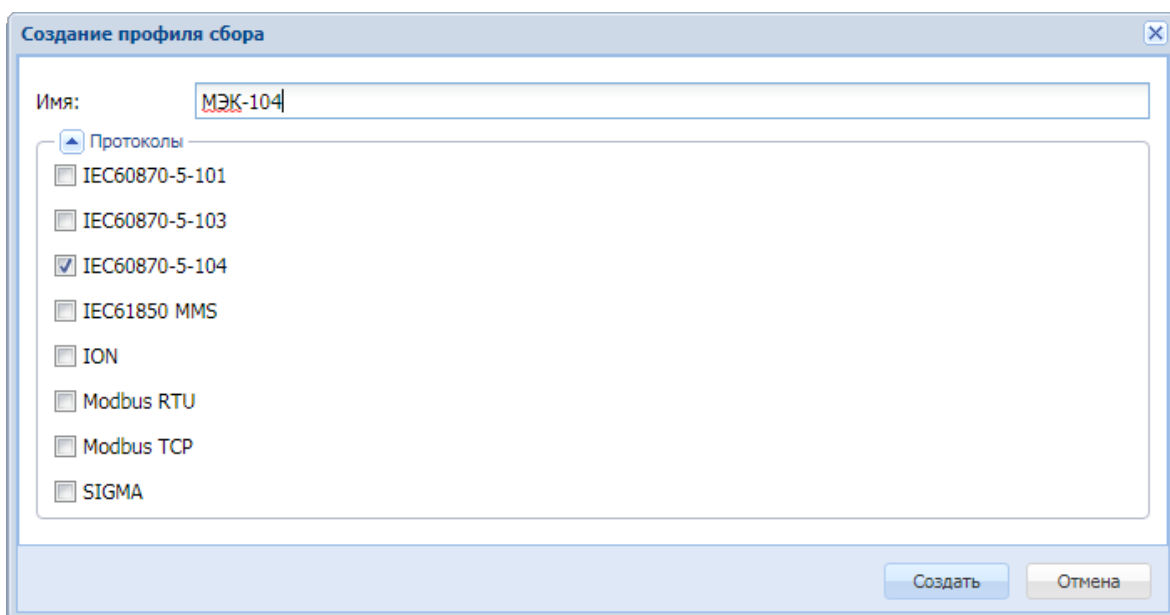 Создание профиля сбора
Имя: МЭК-104
Протоколы
IEC60870-5-101
IEC60870-5-103
IEC60870-5-104
IEC61850 MMS
ION
Modbus RTU
Modbus TCP
SIGMA
Создать Отмена